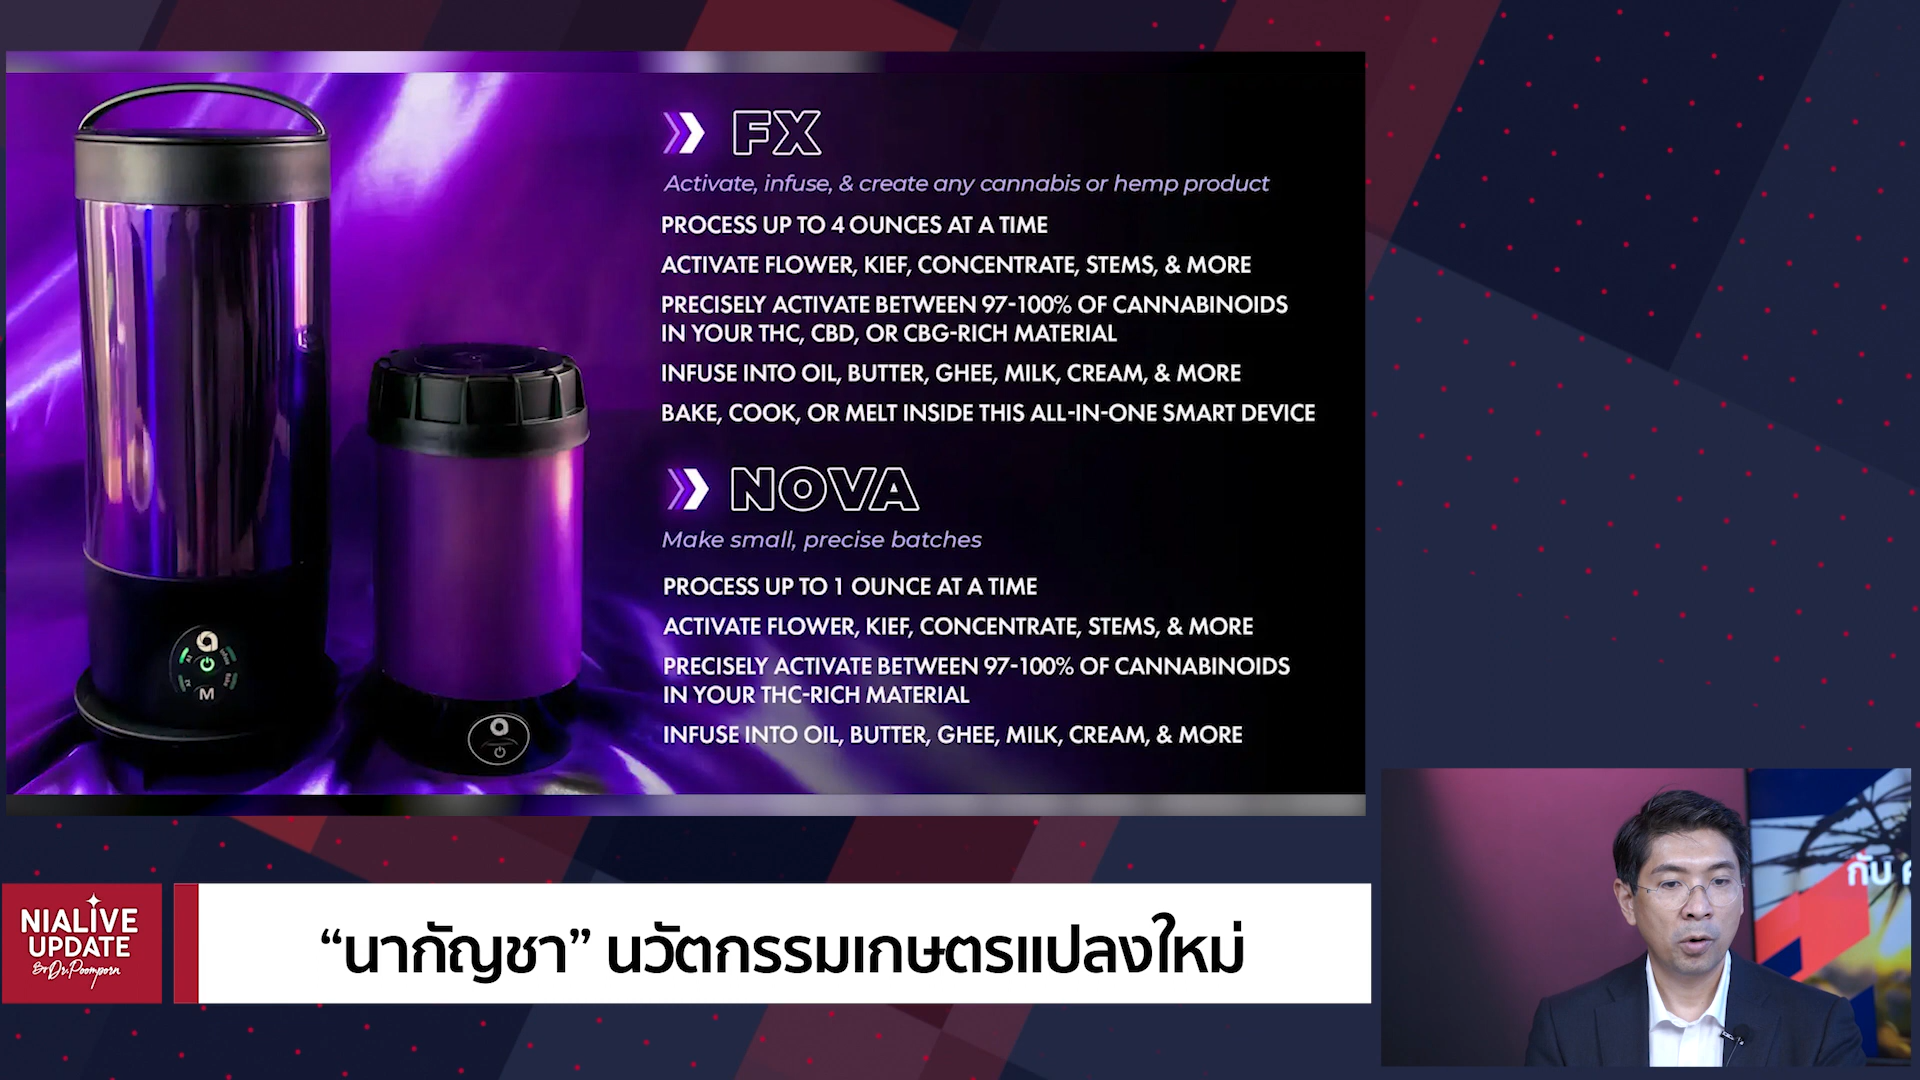 FX
Activate, infuse, & create any cannabis or hemp product
PROCESS UP TO 4 OUNCES AT A TIME
ACTIVATE FLOWER, KIEF, CONCENTRATE, STEMS, & MORE
PRECISELY ACTIVATE BETWEEN 97-100% OF CANNABINOIDS
IN YOUR THC, CBD, OR CBG-RICH MATERIAL
INFUSE INTO OIL, BUTTER, GHEE, MILK, CREAM, & MORE
BAKE, COOK, OR MELT INSIDE THIS ALL-IN-ONE SMART DEVICE
NOVA
Make small, precise batches
PROCESS UP TO 1 OUNCE AT A TIME
ACTIVATE FLOWER, KIEF, CONCENTRATE, STEMS, & MORE
PRECISELY ACTIVATE BETWEEN 97-100% OF CANNABINOIDS
IN YOUR THC-RICH MATERIAL
INFUSE INTO OIL, BUTTER, GHEE, MILK, CREAM, & MORE
M
กับ
NIALIVE
UPDATE
By Dr.Poomporn
“นากัญชา” นวัตกรรมเกษตรแปลงใหม่